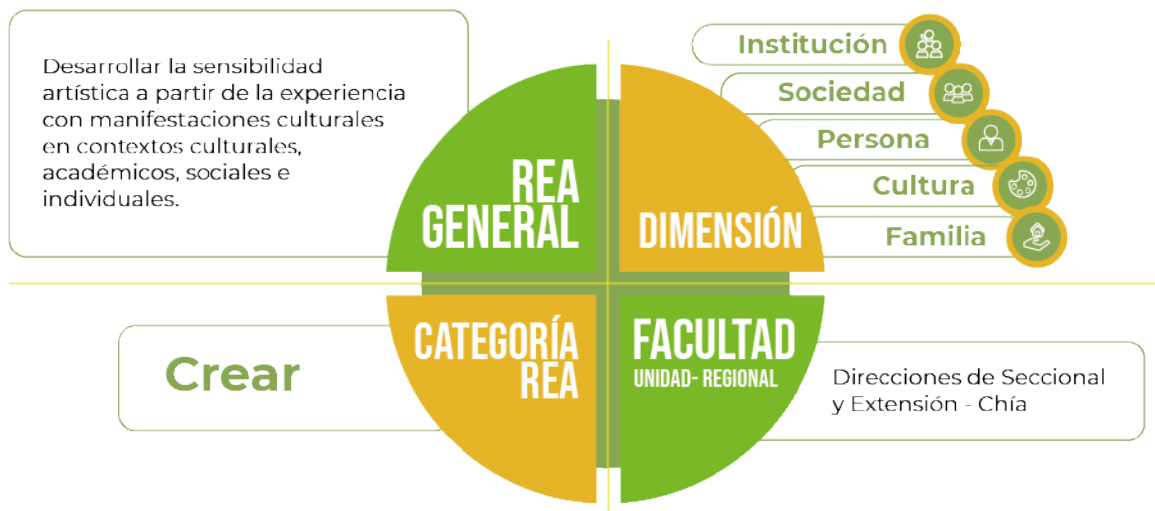 Desarrollar la sensibilidad
artística a partir de la experiencia
con manifestaciones culturales
en contextos culturales,
académicos, sociales e
individuales.
REA
GENERAL
DIMENSIÓN
Institución
Sociedad
Persona
Cultura
Familia
Crear
CATEGORÍA
REA
FACULTAD
UNIDAD- REGIONAL
Direcciones de Seccional
y Extensión - Chía